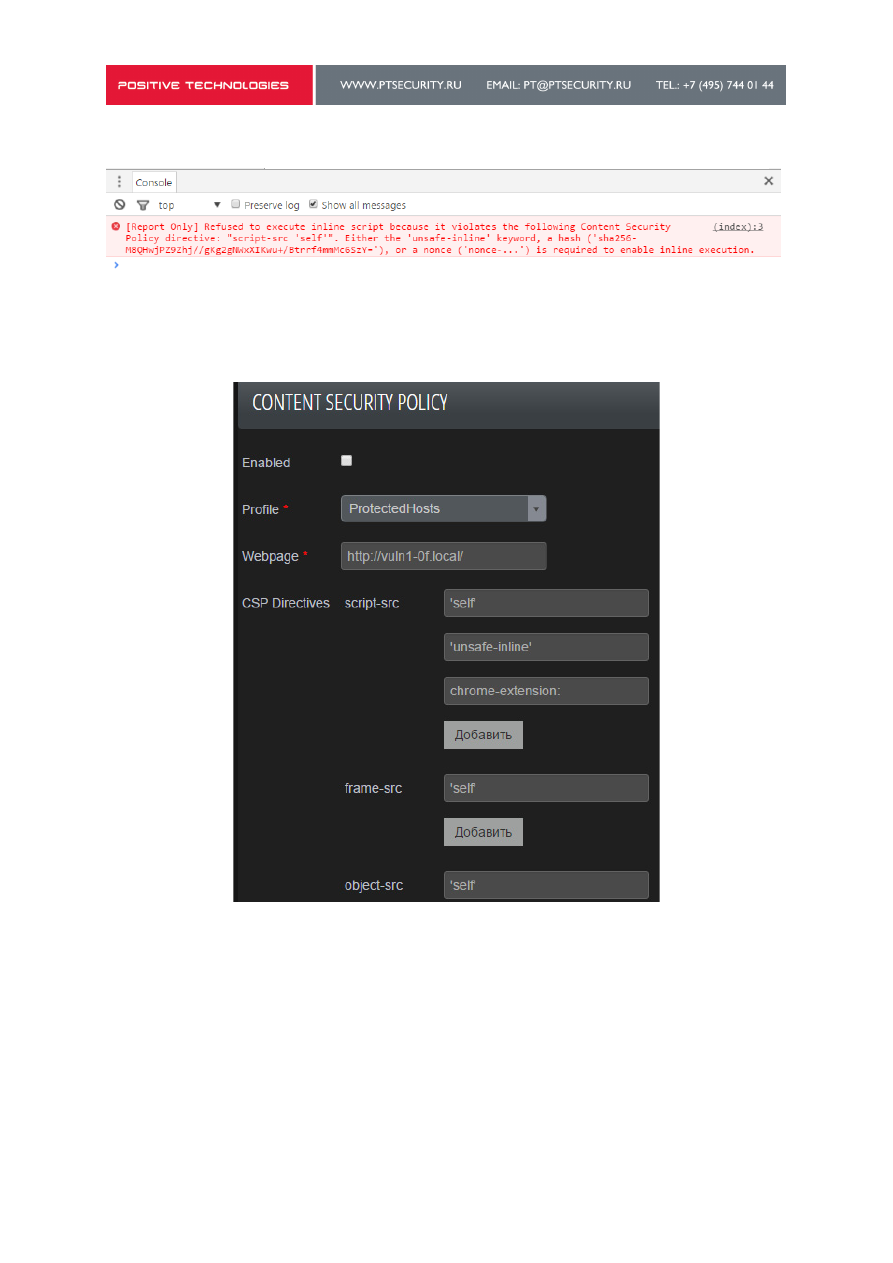 POSITIVE TECHNOLOGIES WWW.PTSECURITY.RU EMAIL: PT@PTSECURITY.RU TEL.: +7 (495) 744 01 44
Console
top Preserve log Show all messages
[Report Only] Refused to execute inline script because it violates the following Content Security (index):3
Policy directive: "script-src 'self'". Either the 'unsafe-inline' keyword, a hash ('sha256-
M8QHwjPZ9Zhj//gKg2gNWxXIKwu+/Btrrf4mmMc6SzY='), or a nonce ('nonce-...') is required to enable inline execution.
CONTENT SECURITY POLICY
Enabled
Profile * ProtectedHosts
Webpage * http://vuln1-0f.local/
CSP Directives script-src 'self'
'unsafe-inline'
chrome-extension:
Добавить
frame-src 'self'
Добавить
object-src 'self'